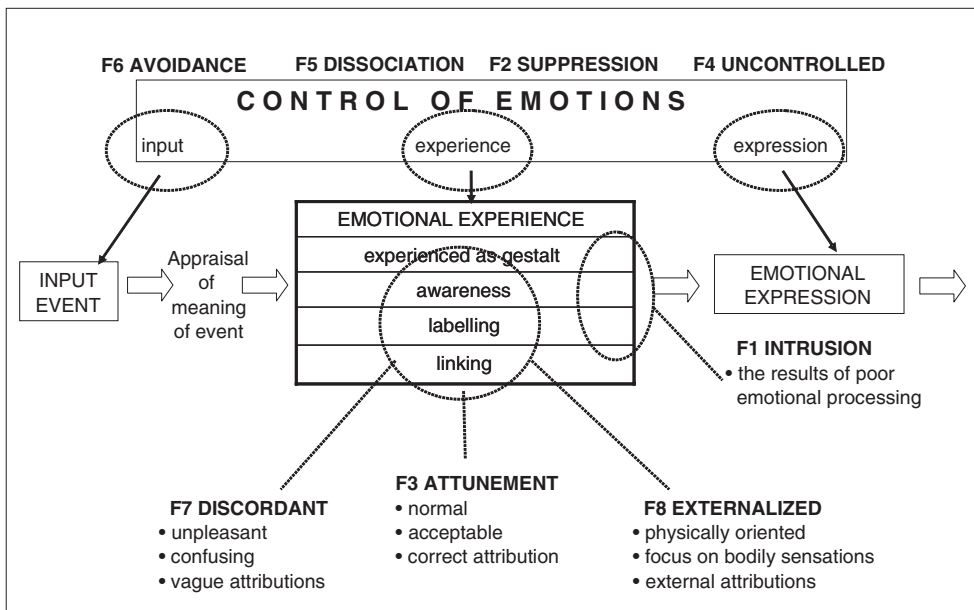 F6 AVOIDANCE F5 DISSOCIATION F2 SUPPRESSION F4 UNCONTROLLED
CONTROL OF EMOTIONS
input experience expression
EMOTIONAL EXPERIENCE
experienced as gestalt
awareness
labelling
linking
INPUT
EVENT
Appraisal
of
meaning
of event
EMOTIONAL
EXPRESSION
F1 INTRUSION
• the results of poor
emotional processing
F7 DISCORDANT
• unpleasant
• confusing
• vague attributions
F3 ATTUNEMENT
• normal
• acceptable
• correct attribution
F8 EXTERNALIZED
• physically oriented
• focus on bodily sensations
• external attributions